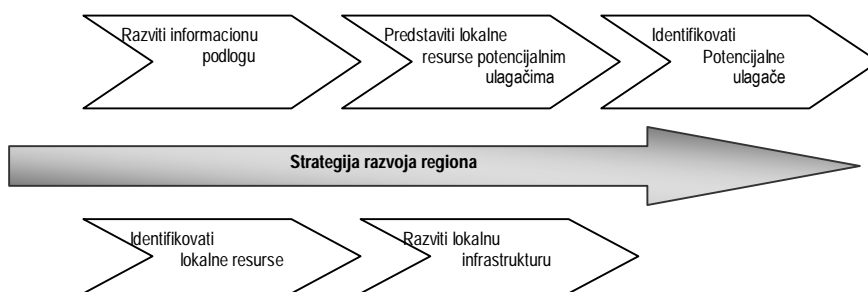 Razviti informacionu
podlogu
Predstaviti lokalne
resurse potencijalnim
ulagačima
Identifikovati
Potencijalne
ulagače
Strategija razvoja regiona
Identifikovati
lokalne resurse
Razviti lokalnu
infrastrukturu